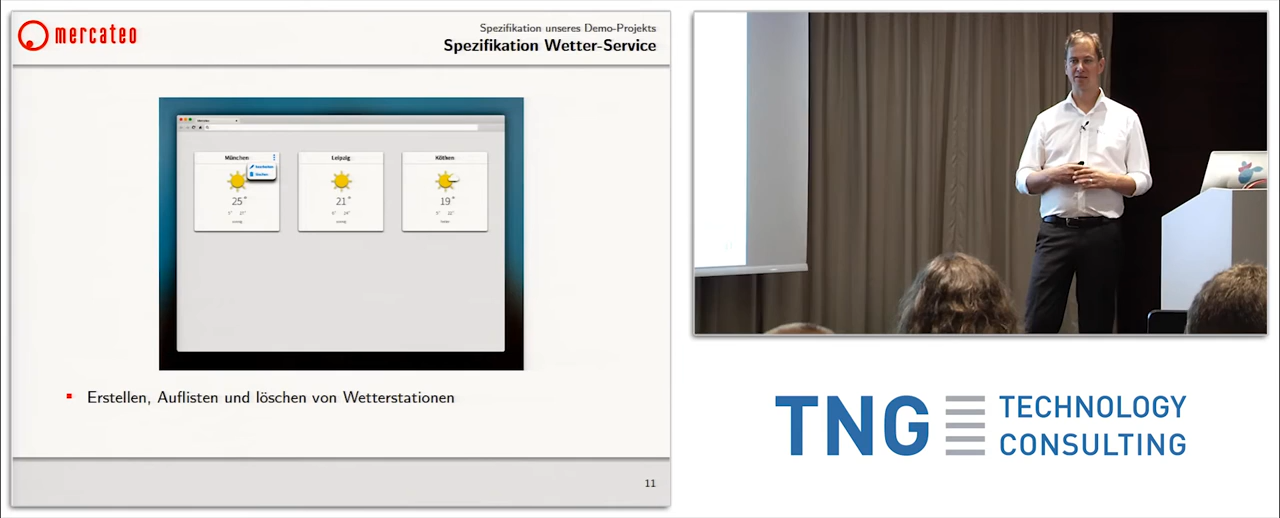 mercateo
Spezifikation unseres Demo-Projekts
Spezifikation Wetter-Service
München
Leipzig
Köthen
25°
21°
19°
Erstellen, Auflisten und löschen von Wetterstationen
11
TNG TECHNOLOGY
CONSULTING